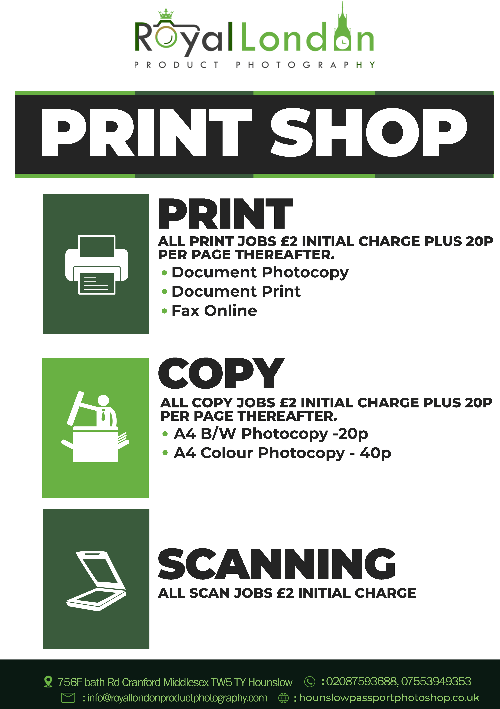 RoyalLondon
PRODUCT PHOTOGRAPHY
PRINT SHOP
PRINT
ALL PRINT JOBS £2 INITIAL CHARGE PLUS 20P
PER PAGE THEREAFTER.
• Document Photocopy
• Document Print
• Fax Online
COPY
ALL COPY JOBS £2 INITIAL CHARGE PLUS 20P
PER PAGE THEREAFTER.
• A4 B/W Photocopy -20p
• A4 Colour Photocopy - 40p
SCANNING
ALL SCAN JOBS £2 INITIAL CHARGE
756F bath Rd Cranford Middlesex TW5 TY Hounslow : 02087593688, 07553949353
: info@royallondonproductphotography.com : hounslowpassportphotoshop.co.uk